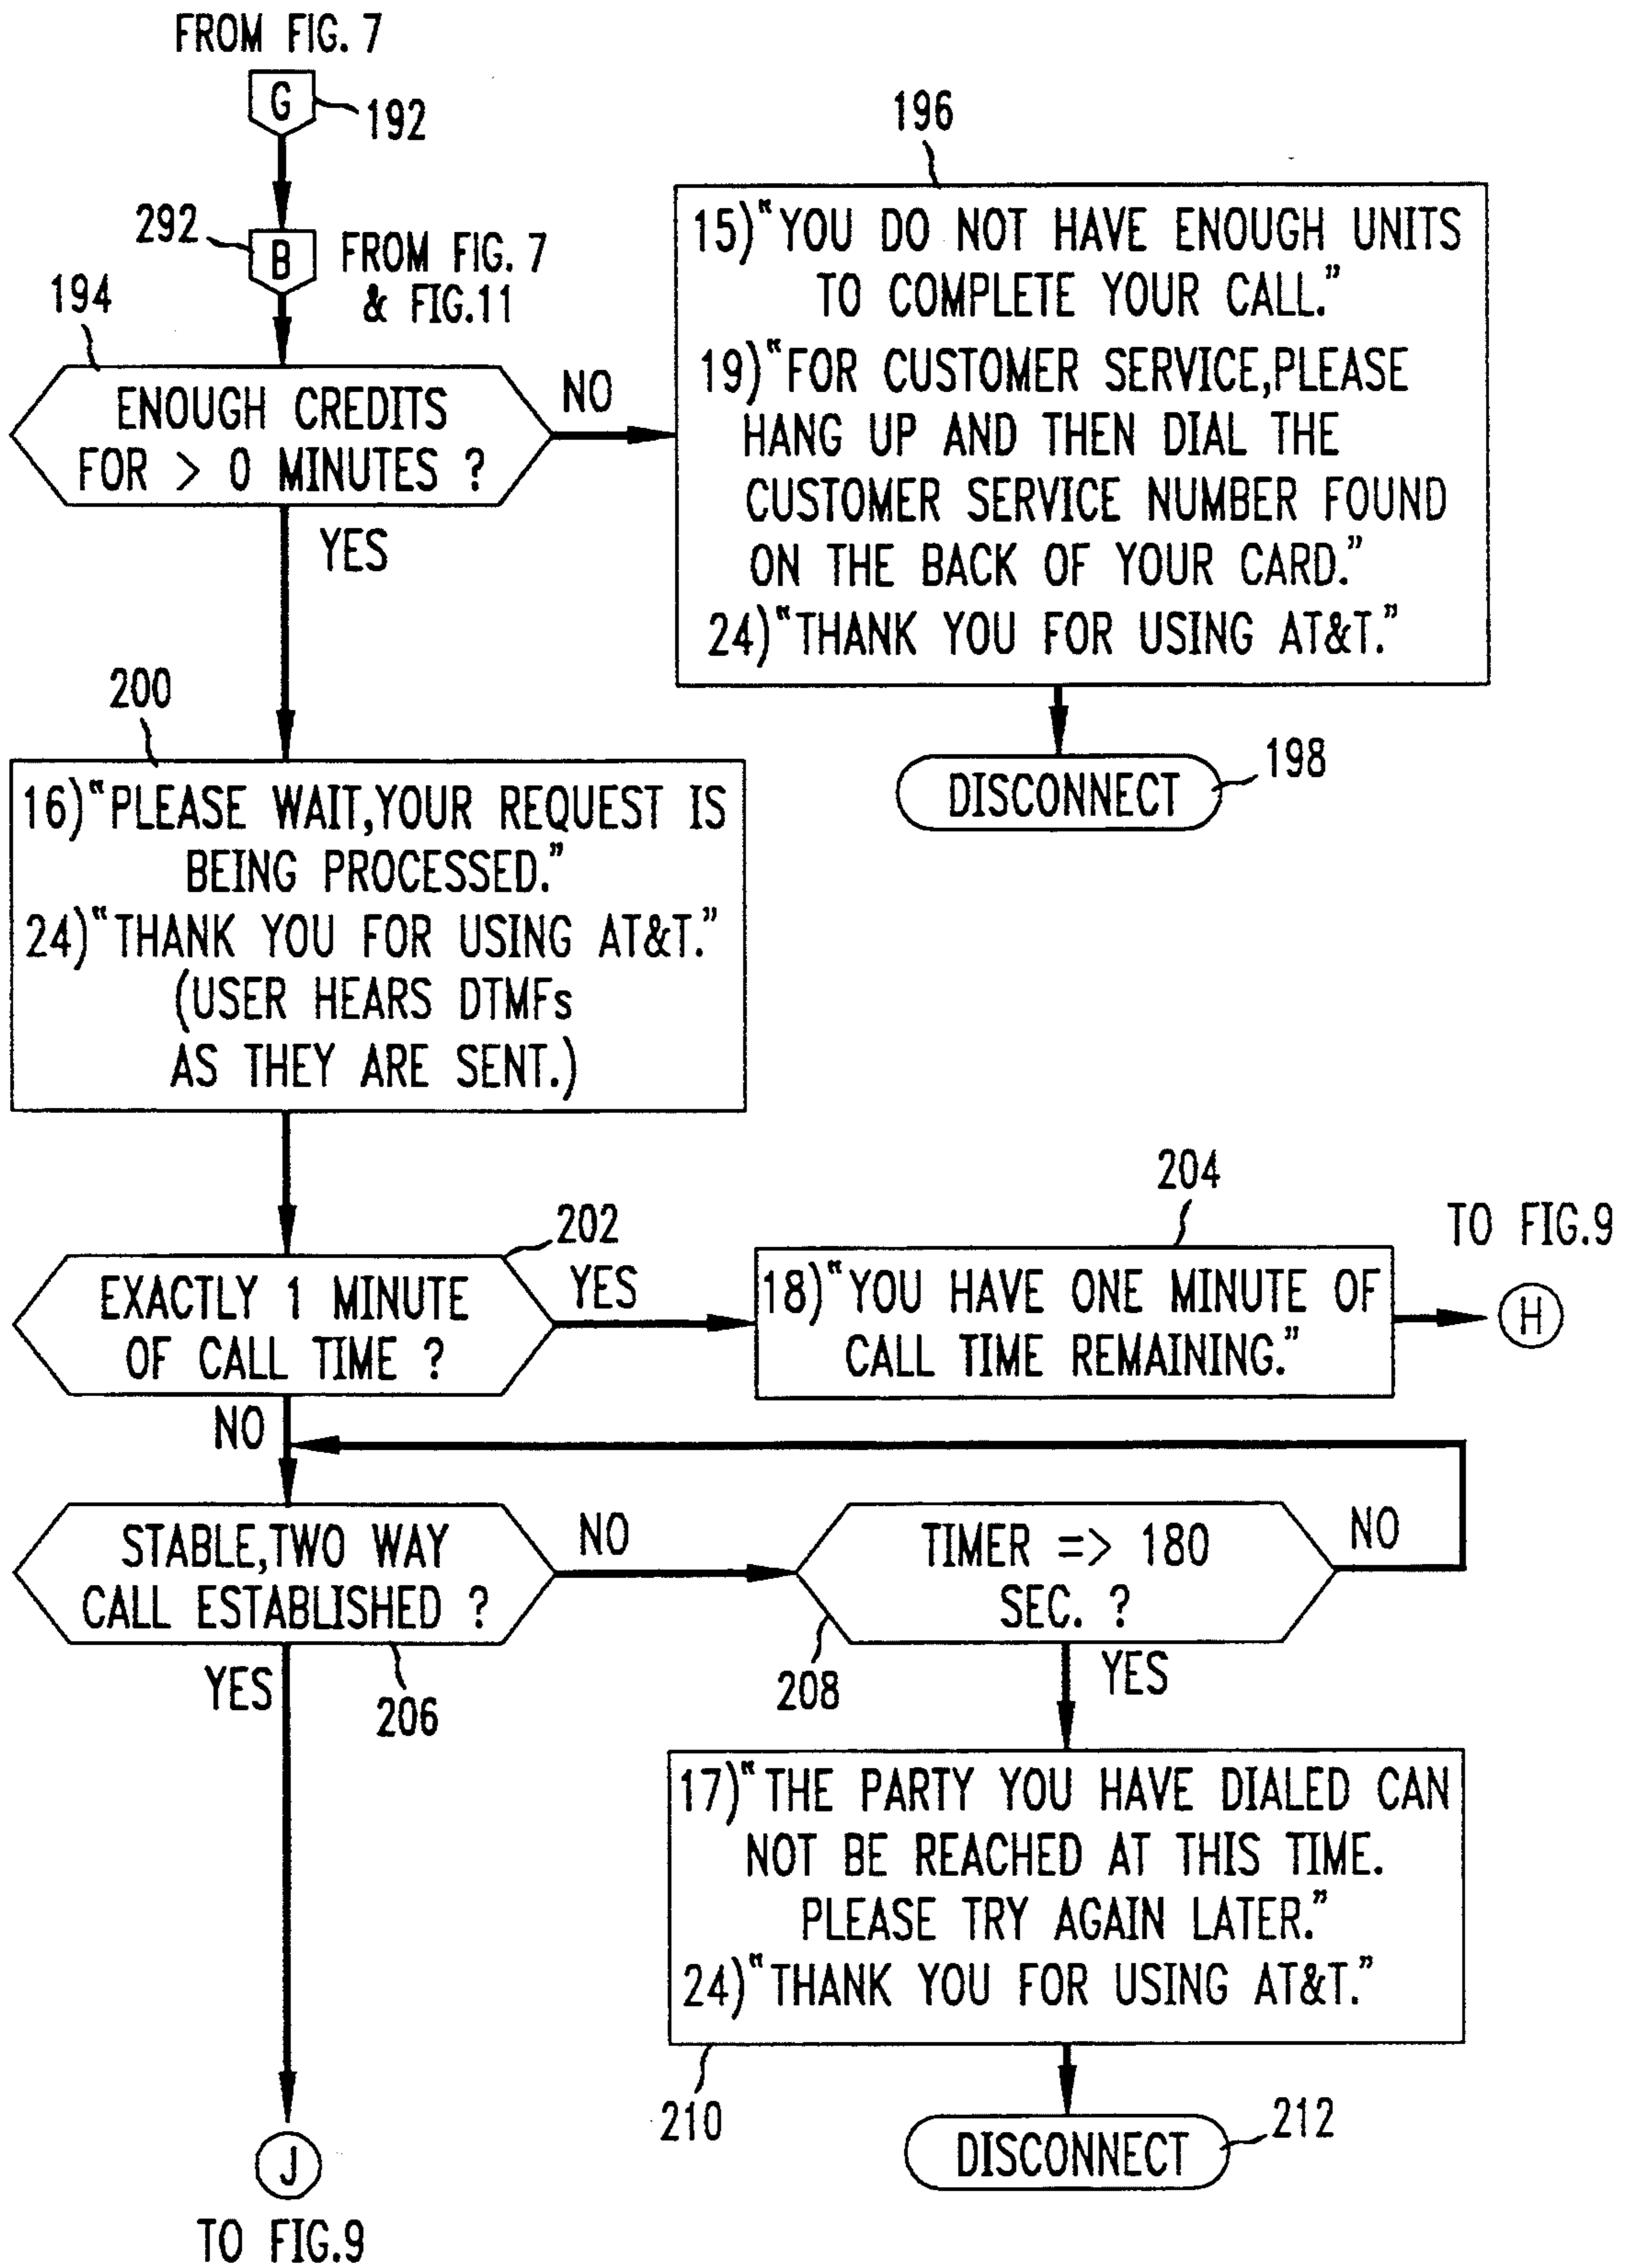 FROM FIG. 7
G
192
292
B
FROM FIG. 7
& FIG.11
194
ENOUGH CREDITS
FOR > 0 MINUTES ?
NO
YES
196
15)"YOU DO NOT HAVE ENOUGH UNITS
TO COMPLETE YOUR CALL."
19)"FOR CUSTOMER SERVICE,PLEASE
HANG UP AND THEN DIAL THE
CUSTOMER SERVICE NUMBER FOUND
ON THE BACK OF YOUR CARD."
24)"THANK YOU FOR USING AT&T."
DISCONNECT
198
200
16)"PLEASE WAIT,YOUR REQUEST IS
BEING PROCESSED."
24)"THANK YOU FOR USING AT&T."
(USER HEARS DTMFs
AS THEY ARE SENT.)
202
EXACTLY 1 MINUTE
OF CALL TIME ?
YES
NO
204
18)"YOU HAVE ONE MINUTE OF
CALL TIME REMAINING."
TO FIG.9
H
STABLE,TWO WAY
CALL ESTABLISHED ?
NO
YES
206
TIMER => 180
SEC. ?
NO
208
YES
17)"THE PARTY YOU HAVE DIALED CAN
NOT BE REACHED AT THIS TIME.
PLEASE TRY AGAIN LATER."
24)"THANK YOU FOR USING AT&T."
210
DISCONNECT
212
J
TO FIG.9